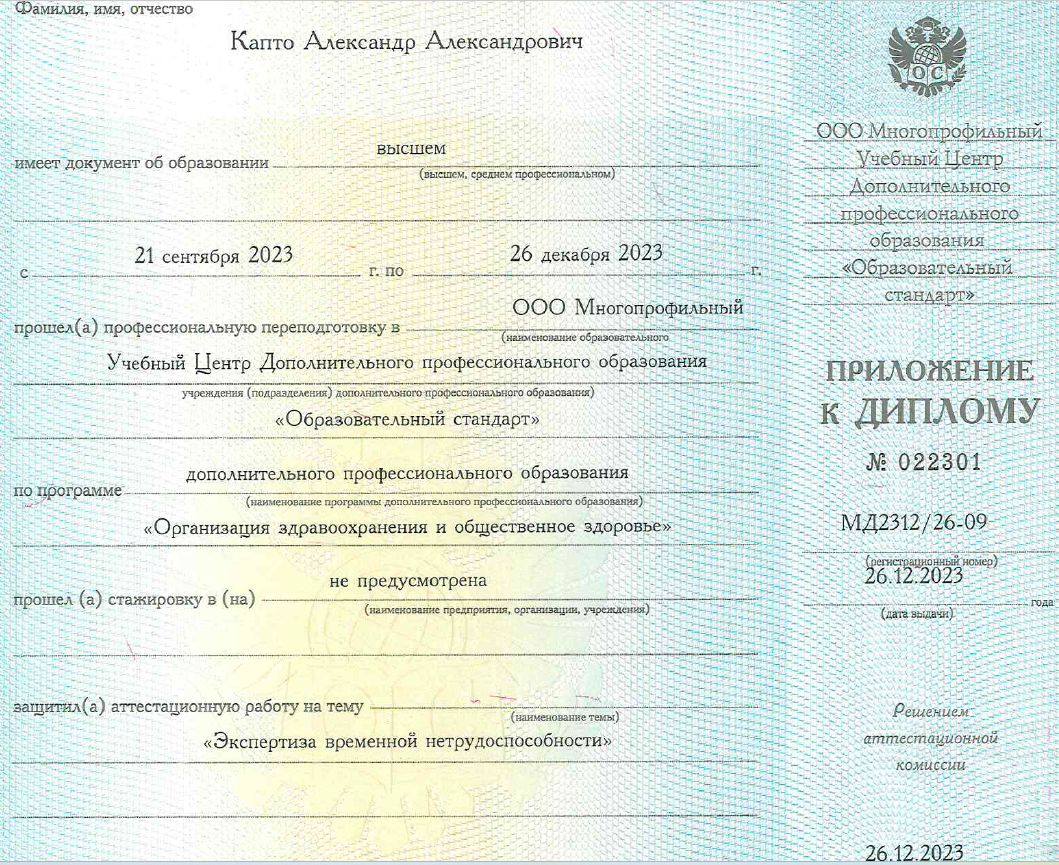 Фамилия, имя, отчество
Капто Александр Александрович
имеет документ об образовании высшем
(высшем, среднем профессиональном)
с 21 сентября 2023 г. по 26 декабря 2023 г.
прошел(а) профессиональную переподготовку в ООО Многопрофильный
(наименование образовательного
Учебный Центр Дополнительного профессионального образования
учреждения (подразделения) дополнительного профессионального образования)
«Образовательный стандарт»
по программе дополнительного профессионального образования
(наименование программы дополнительного профессионального образования)
«Организация здравоохранения и общественное здоровье»
прошел (а) стажировку в (на) не предусмотрена
(наименование предприятия, организации, учреждения)
защитил(а) аттестационную работу на тему
(наименование темы)
«Экспертиза временной нетрудоспособности»
ОС
ООО Многопрофильный
Учебный Центр
Дополнительного
профессионального
образования
«Образовательный
стандарт»
ПРИЛОЖЕНИЕ
К ДИПЛОМУ
№ 022301
МД2312/26-09
(регистрационный номер)
26.12.2023
года
(дата выдачи)
Решением
аттестационной
комиссии
26.12.2023